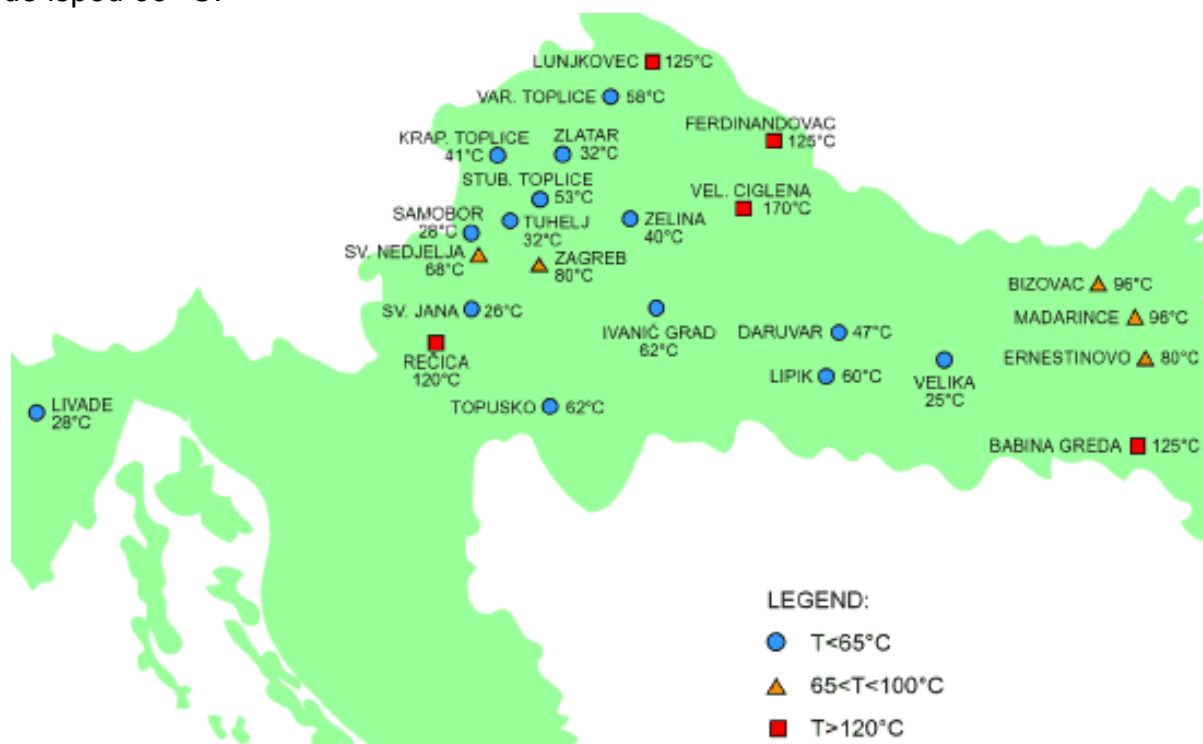 LUNJKOVEC 125°C
VAR. TOPLICE 58°C
FERDINANDOVAC
125°C
KRAP. TOPLICE
41°C
ZLATAR
32°C
STUB. TOPLICE
53°C
VEL. CIGLENA
170°C
SAMOBOR
28°C
TUHELJ
32°C
ZELINA
40°C
SV. NEDJELJA
68°C
ZAGREB
80°C
BIZOVAC 96°C
SV. JANA 26°C
MADARINCE 96°C
IVANIĆ GRAD
62°C
DARUVAR 47°C
REČICA
120°C
ERNESTINOVO 80°C
LIPIK 60°C
VELIKA
25°C
LIVADE
28°C
TOPUSKO 62°C
BABINA GREDA 125°C
LEGEND:
T<65°C
65<T<100°C
T>120°C